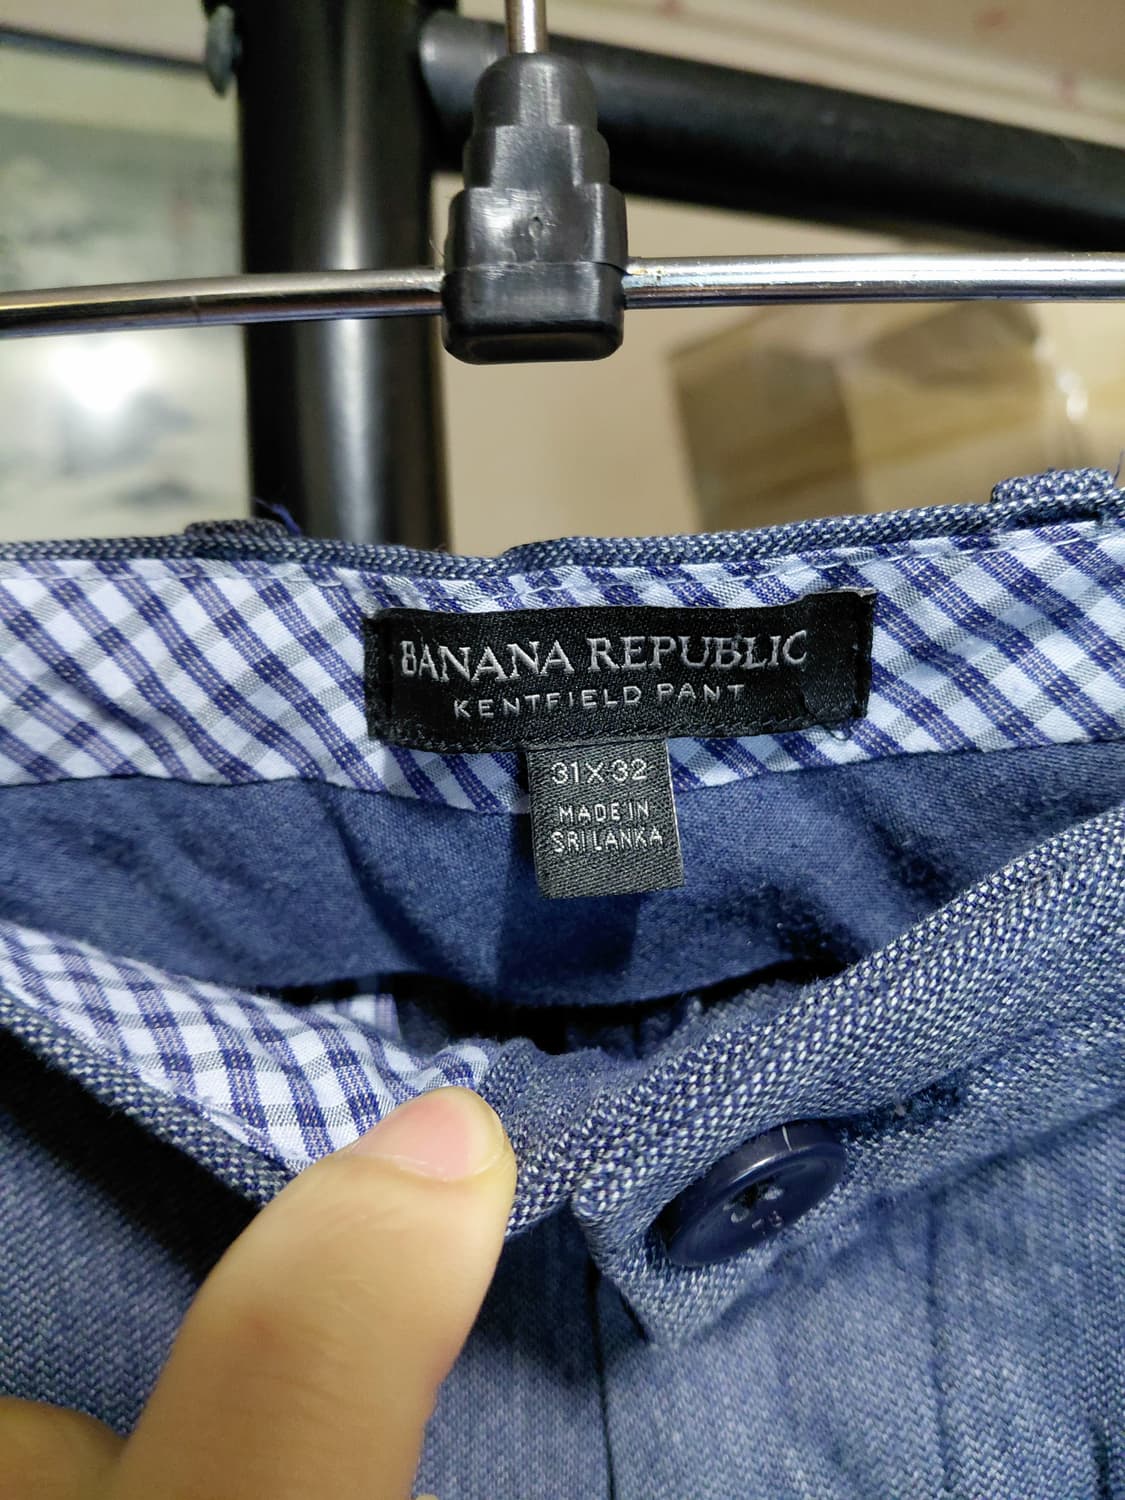 BANANA REPUBLIC
KENTFIELD PANT
31X32
MADE IN
SRI LANKA